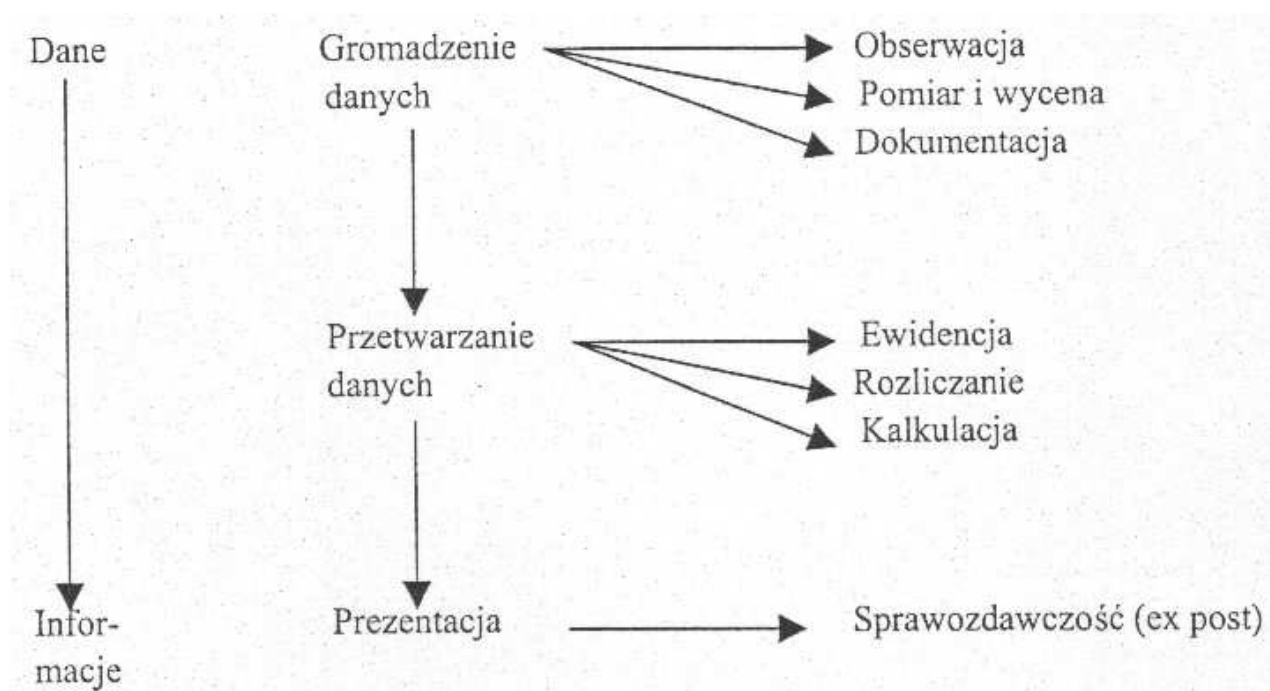 Dane
Gromadzenie
danych
Obserwacja
Pomiar i wycena
Dokumentacja
Przetwarzanie
danych
Ewidencja
Rozliczanie
Kalkulacja
Infor-
macje
Prezentacja
Sprawozdawczość (ex post)